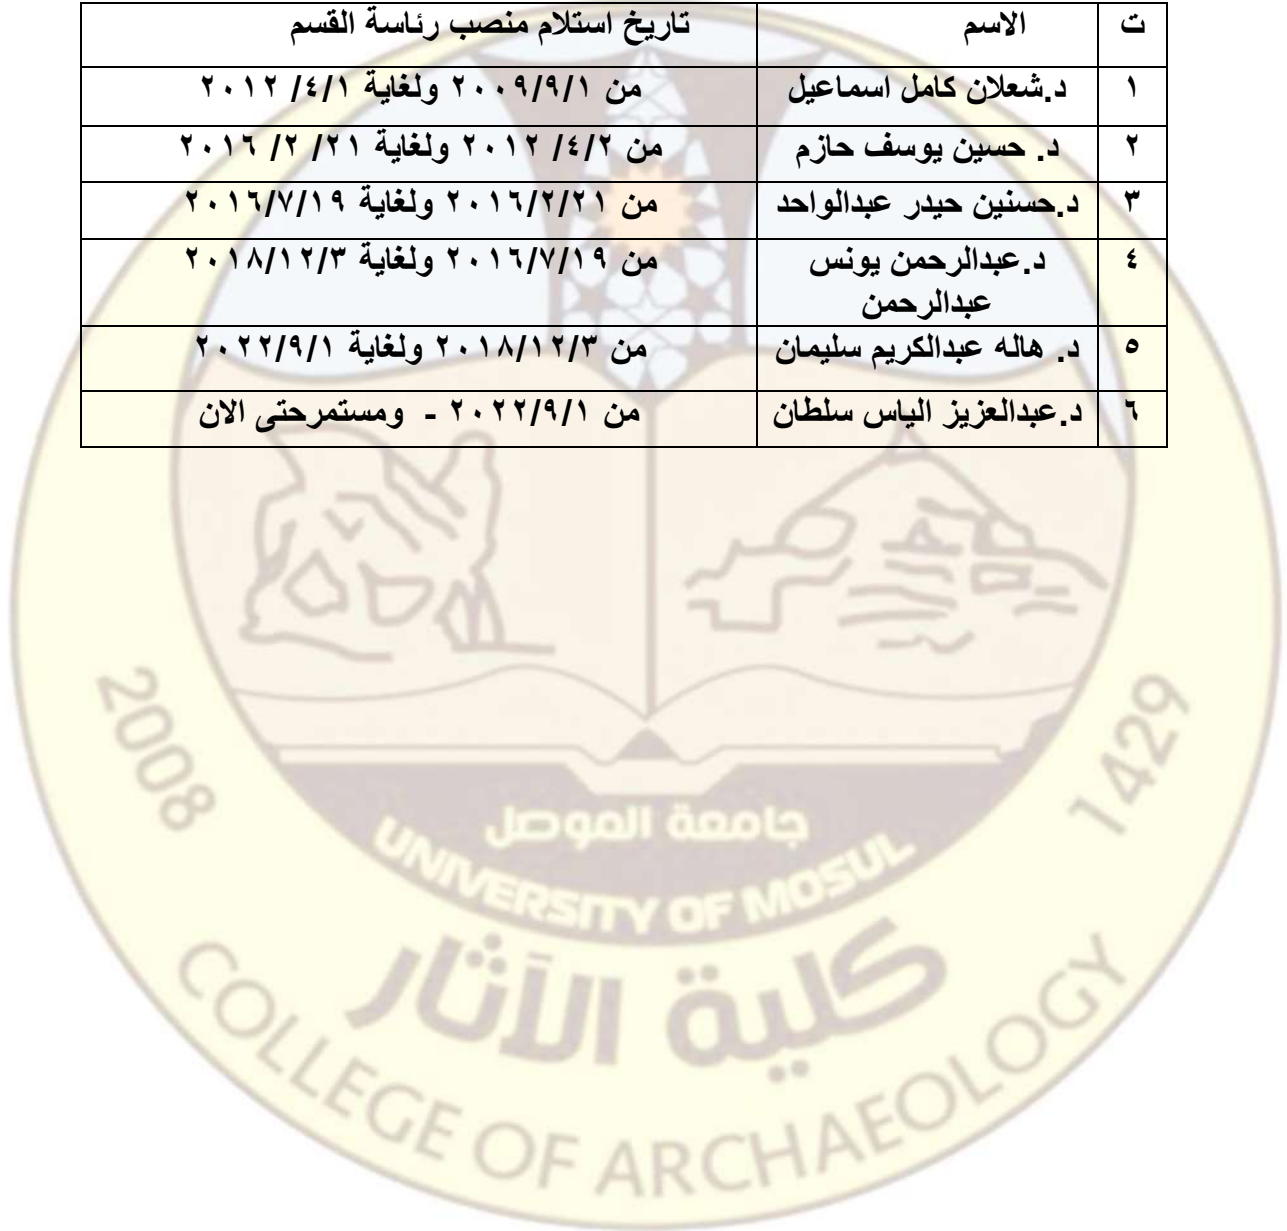 ت الاسم تاريخ استلام منصب رئاسة القسم
١ د.شعلان كامل اسماعيل من ٢٠٠٩/٩/١ ولغاية ٤/١/ ٢٠١٢
٢ د. حسين يوسف حازم من ٤/٢/ ٢٠١٢ ولغاية ٢١/ ٢/ ٢٠١٦
٣ د.حسنين حيدر عبدالواحد من ٢٠١٦/٢/٢١ ولغاية ٢٠١٦/٧/١٩
٤ د.عبدالرحمن يونس من ٢٠١٦/٧/١٩ ولغاية ٢٠١٨/١٢/٣
عبدالرحمن
٥ د. هاله عبدالكريم سليمان من ٢٠١٨/١٢/٣ ولغاية ٢٠٢٢/٩/١
٦ د.عبدالعزيز الياس سلطان من ٢٠٢٢/٩/١ - ومستمرحتى الان
2008
1429
جامعة الموصل
UNIVERSITY OF MOSUL
كلية الآثار
COLLEGE OF ARCHAEOLOGY